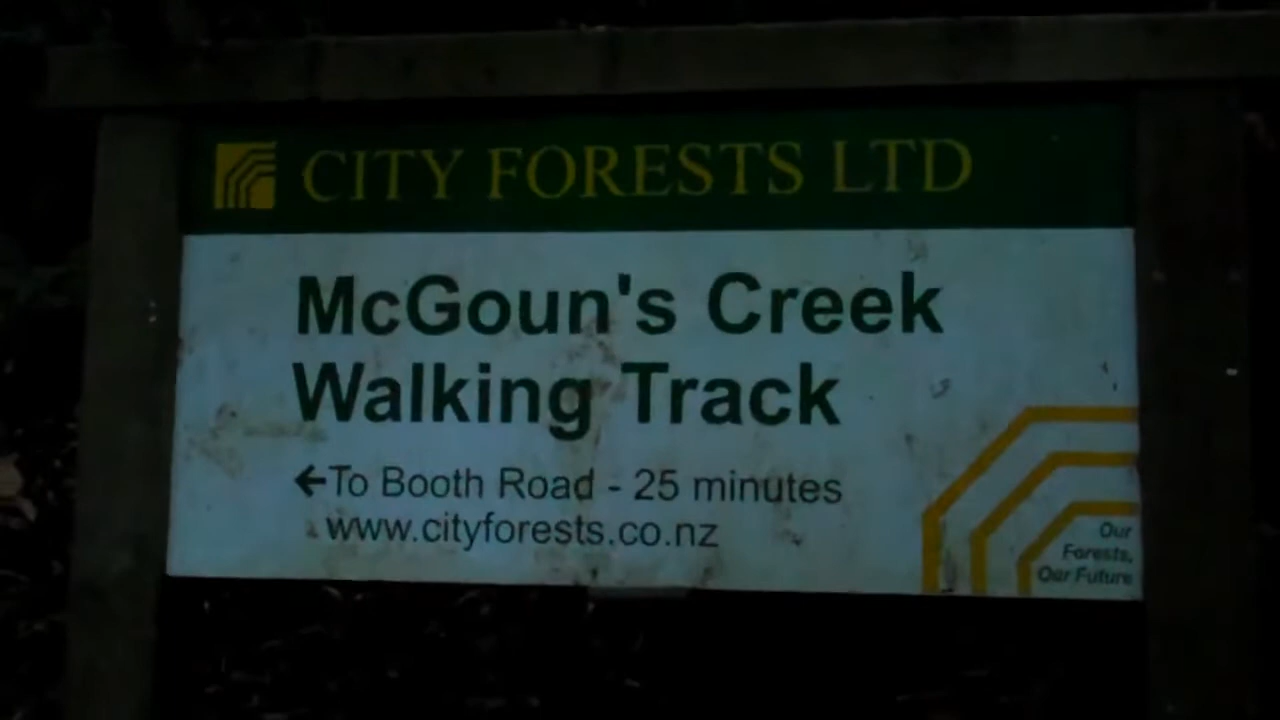 CITY FORESTS LTD
McGoun's Creek
Walking Track
←To Booth Road - 25 minutes
www.cityforests.co.nz
Our
Forests,
Our Future